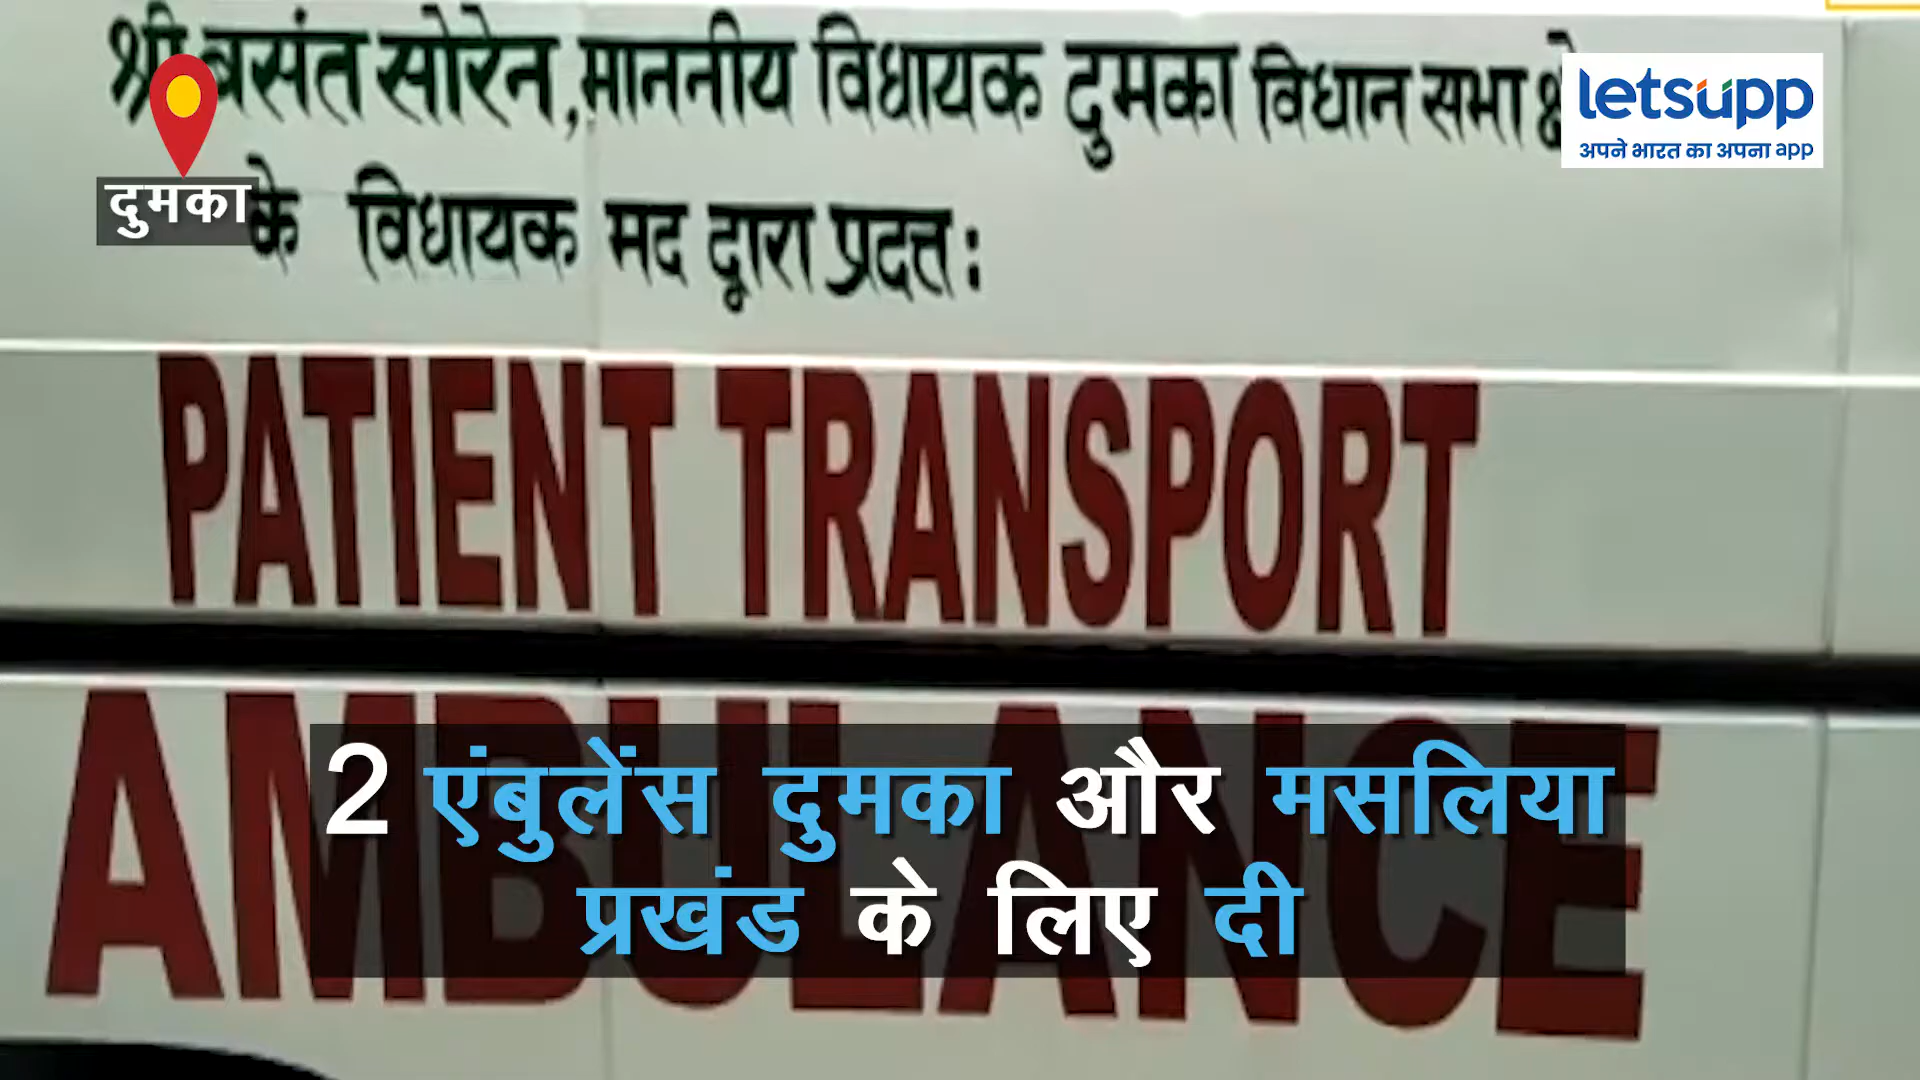 श्री बसंत सोरेन, माननीय विधायक दुमका विधान सभा
के विधायक मद द्वारा प्रदत्त :
letsupp
अपने भारत का अपना app
दुमका
PATIENT TRANSPORT
AMBULANCE
2 एंबुलेंस दुमका और मसलिया
प्रखंड के लिए दी